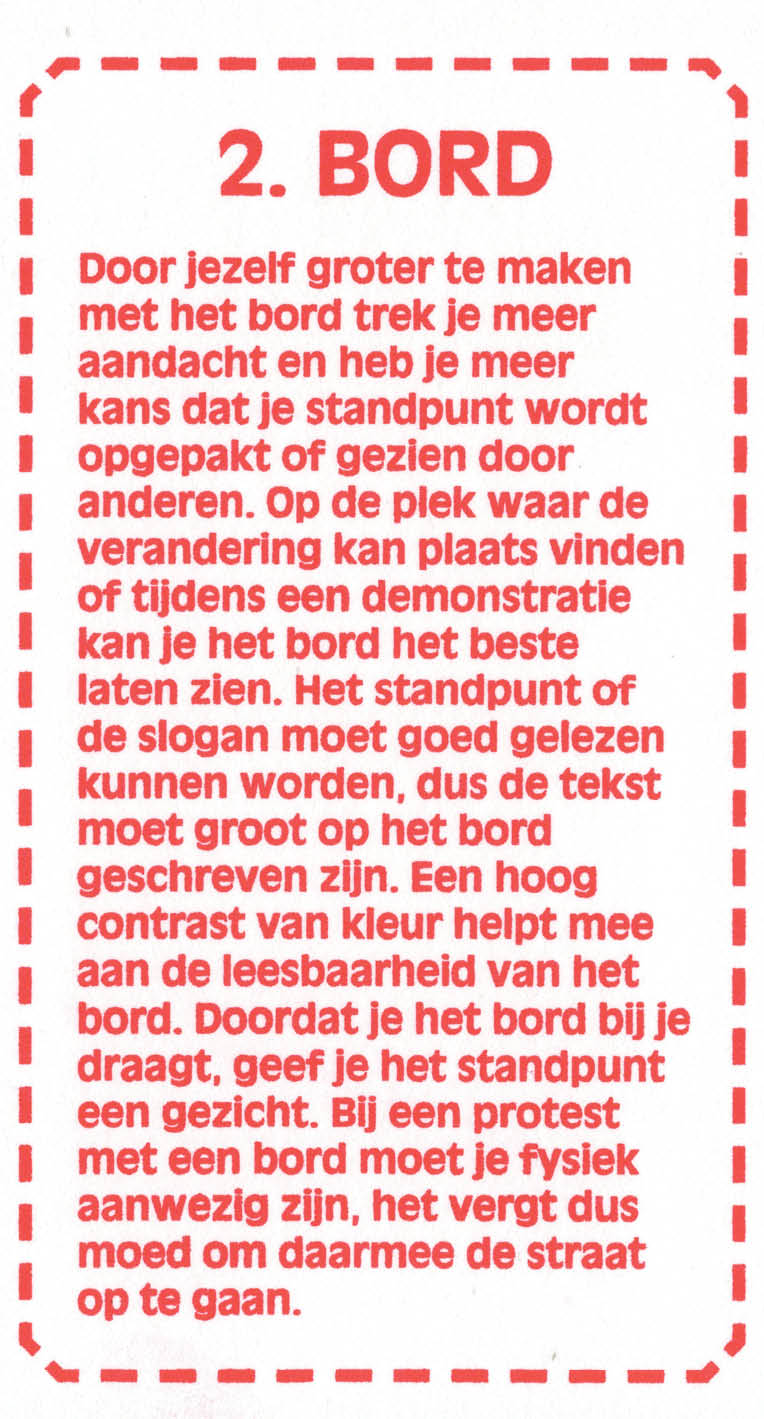 2. BORD
Door jezelf groter te maken
met het bord trek je meer
aandacht en heb je meer
kans dat je standpunt wordt
opgepakt of gezien door
anderen. Op de plek waar de
verandering kan plaats vinden
of tijdens een demonstratie
kan je het bord het beste
laten zien. Het standpunt of
de slogan moet goed gelezen
kunnen worden, dus de tekst
moet groot op het bord
geschreven zijn. Een hoog
contrast van kleur helpt mee
aan de leesbaarheid van het
bord. Doordat je het bord bij je
draagt, geef je het standpunt
een gezicht. Bij een protest
met een bord moet je fysiek
aanwezig zijn, het vergt dus
moed om daarmee de straat
op te gaan.